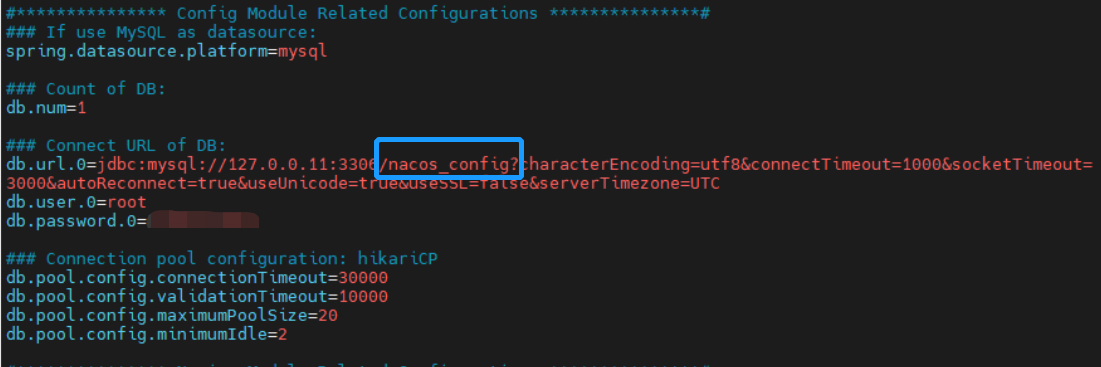 #*************** Config Module Related Configurations ***************#
### If use MySQL as datasource:
spring.datasource.platform=mysql
### Count of DB:
db.num=1
### Connect URL of DB:
db.url.0=jdbc:mysql://127.0.0.11:3306/nacos_config?characterEncoding=utf8&connectTimeout=1000&socketTimeout=
3000&autoReconnect=true&useUnicode=true&useSSL=false&serverTimezone=UTC
db.user.0=root
db.password.0=
### Connection pool configuration: hikariCP
db.pool.config.connectionTimeout=30000
db.pool.config.validationTimeout=10000
db.pool.config.maximumPoolSize=20
db.pool.config.minimumIdle=2